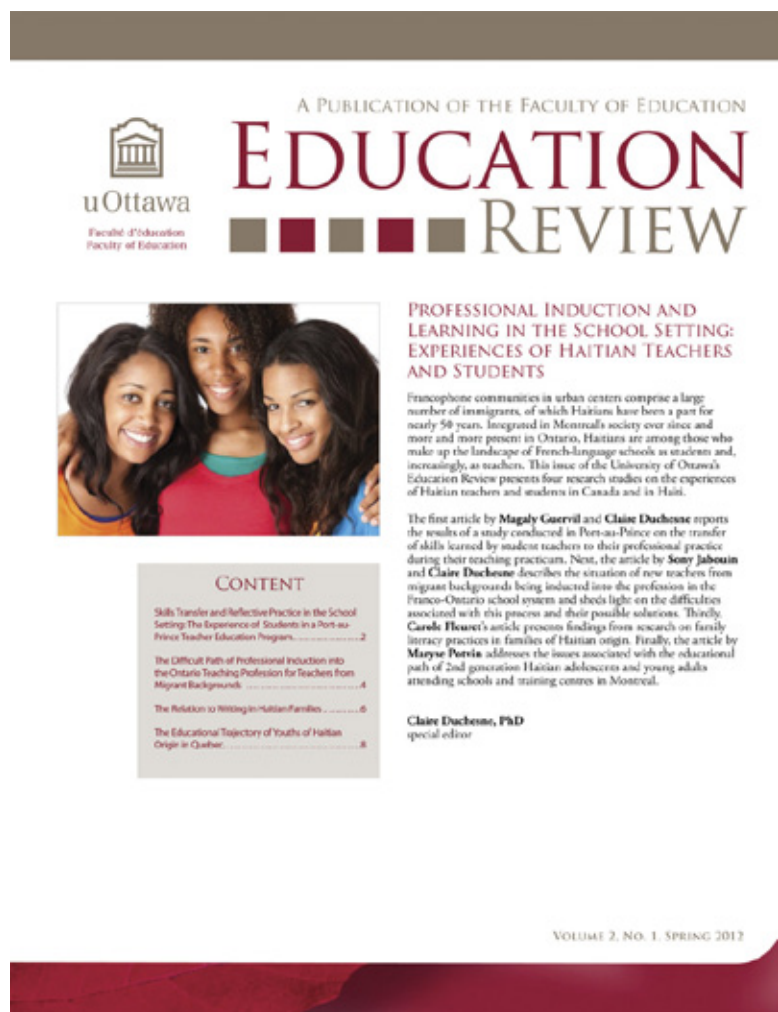 A Publication of the Faculty of Education
Education
Review
uOttawa
Faculté d'éducation
Faculty of Education
Professional Induction and
Learning in the School Setting:
Experiences of Haitian Teachers
and Students
Francophone communities in urban centers comprise a large
number of immigrants, of which Haitians have been a part for
nearly 50 years. Integrated in Montreal's society ever since and
more and more present in Ontario, Haitians are among those who
make up the landscape of French-language schools as students and,
increasingly, as teachers. This issue of the University of Ottawa's
Education Review presents four research studies on the experiences
of Haitian teachers and students in Canada and in Haiti.
The first article by Magaly Guervil and Claire Duchesne reports
the results of a study conducted in Port-au-Prince on the transfer
of skills learned by student teachers to their professional practice
during their teaching practicum. Next, the article by Sony Jabouin
and Claire Duchesne describes the situation of new teachers from
migrant backgrounds being inducted into the profession in the
Franco-Ontario school system and sheds light on the difficulties
associated with this process and their possible solutions. Thirdly,
Carole Fleuret's article presents findings from research on family
literacy practices in families of Haitian origin. Finally, the article by
Maryse Potvin addresses the issues associated with the educational
path of 2nd generation Haitian adolescents and young adults
attending schools and training centres in Montreal.
Claire Duchesne, PhD
special editor
Content
Skills Transfer and Reflective Practice in the School
Setting: The Experience of Students in a Port-au-
Prince Teacher Education Program....................2
The Difficult Path of Professional Induction into
the Ontario Teaching Profession for Teachers from
Migrant Backgrounds ..............................4
The Relation to Writing in Haitian Families...........6
The Educational Trajectory of Youths of Haitian
Origin in Quebec...................................8
Volume 2, No. 1, Spring 2012